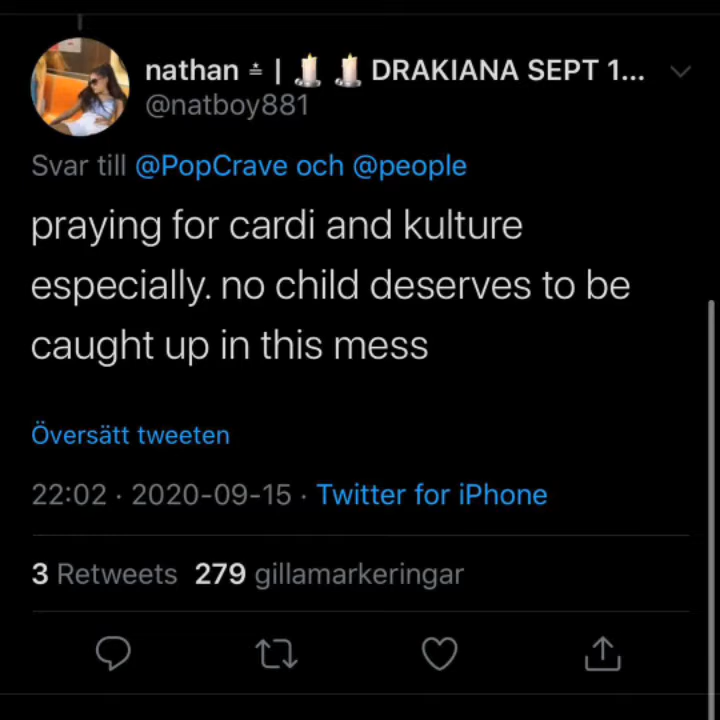 nathan ≛ | 🕯️ 🕯️ DRAKIANA SEPT 1...
@natboy881
Svar till @PopCrave och @people
praying for cardi and kulture
especially. no child deserves to be
caught up in this mess
Översätt tweeten
22:02 · 2020-09-15 · Twitter for iPhone
3 Retweets 279 gillamarkeringar